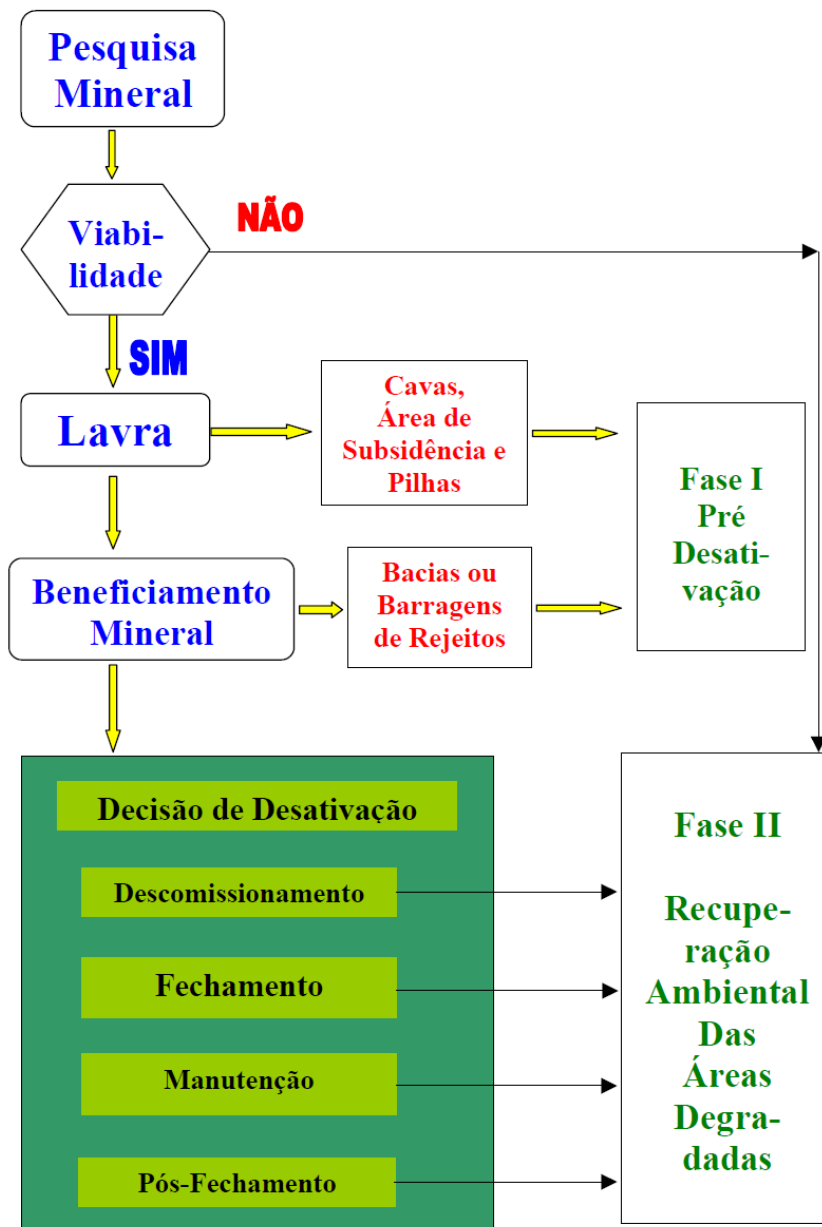 Pesquisa
Mineral
Viabi-
lidade
NÃO
SIM
Lavra
Cavas,
Área de
Subsidência e
Pilhas
Fase I
Pré
Desati-
vação
Beneficiamento
Mineral
Bacias ou
Barragens
de Rejeitos
Decisão de Desativação
Descomissionamento
Fechamento
Manutenção
Pós-Fechamento
Fase II
Recupe-
ração
Ambiental
Das
Áreas
Degra-
dadas